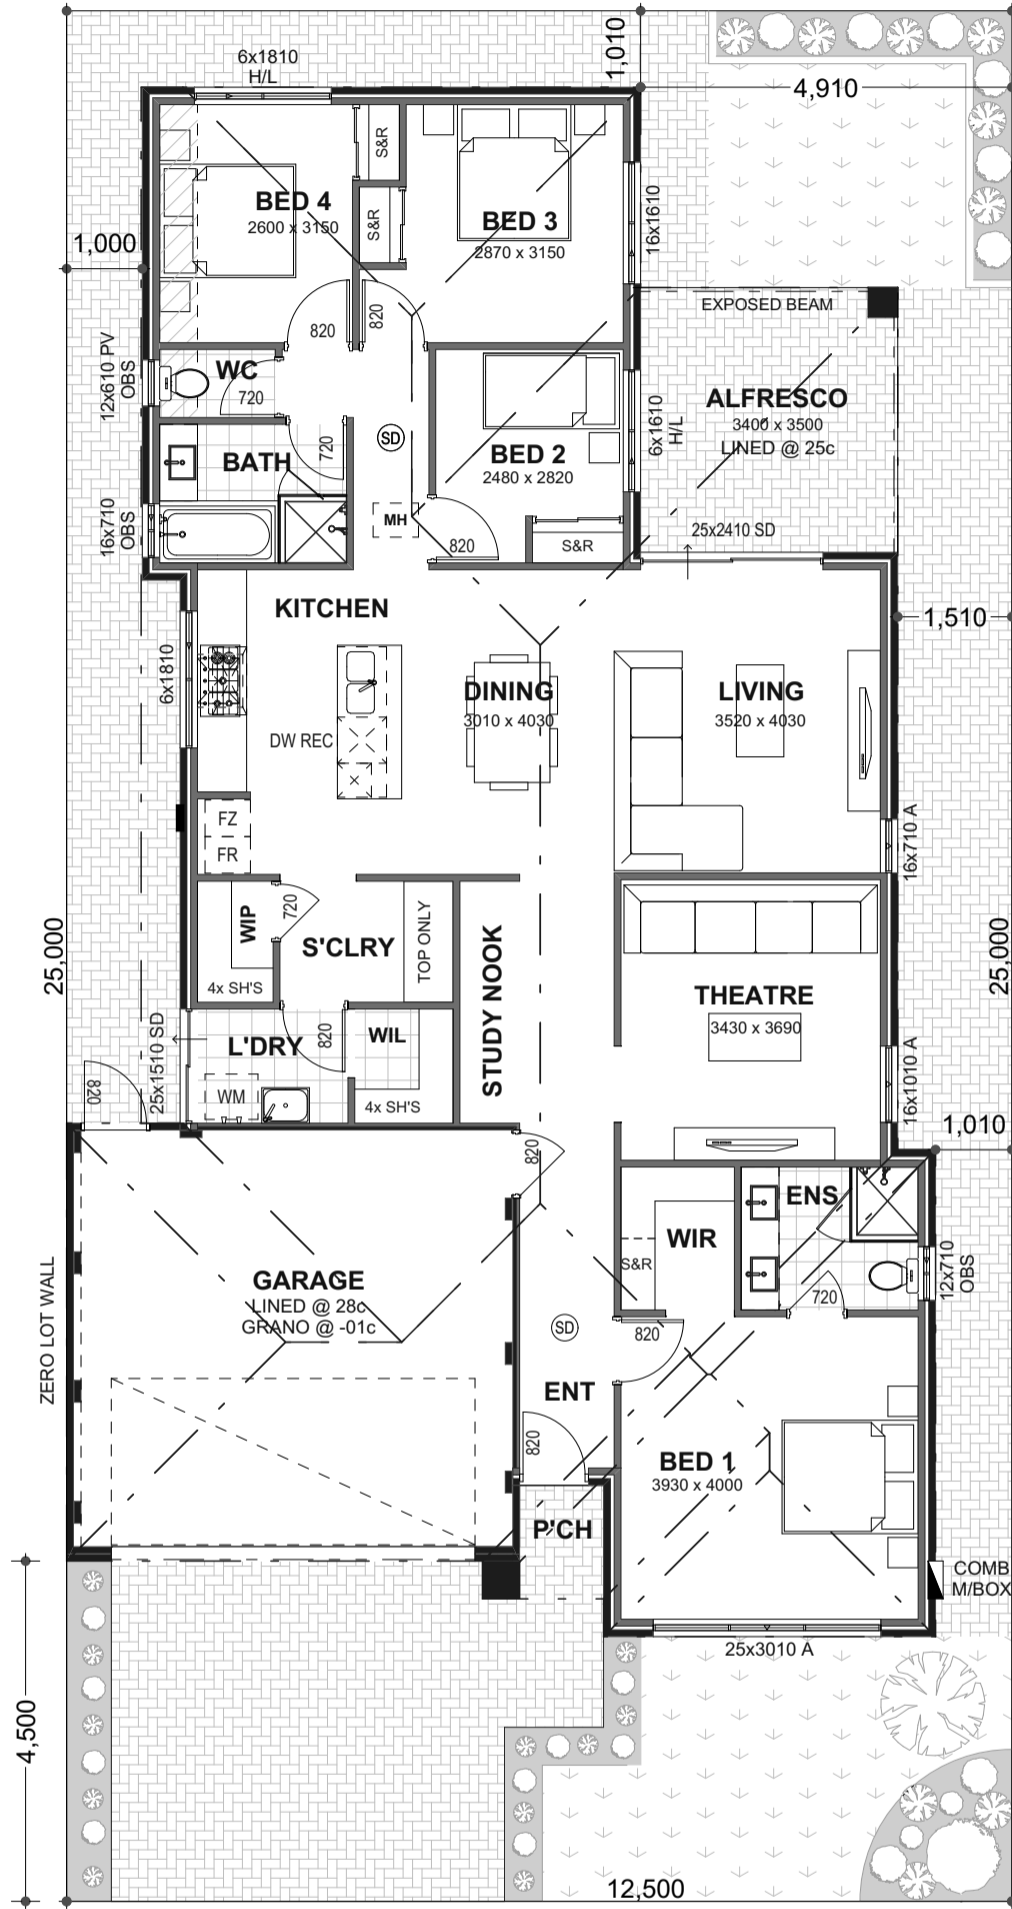 6x1810
H/L
1,010
4,910
S&R
BED 4
2600 x 3150
S&R
BED 3
2870 x 3150
16x1610
1,000
820
820
EXPOSED BEAM
12x610 PV
OBS
WC
720
ALFRESCO
3400 x 3500
LINED @ 25c
6x1610
H/L
720
SD
BATH
BED 2
2480 x 2820
16x710
OBS
MH
820
S&R
25x2410 SD
KITCHEN
1,510
6x1810
DINING
3010 x 4030
LIVING
3520 x 4030
DW REC
FZ
FR
16x710 A
WIP
720
S'CLRY
TOP ONLY
4x SH'S
STUDY NOOK
25,000
25,000
THEATRE
3430 x 3690
25x1510 SD
L'DRY
820
WIL
WM
4x SH'S
820
16x1010 A
1,010
820
ENS
WIR
S&R
720
12x710
OBS
ZERO LOT WALL
GARAGE
LINED @ 28c
GRANO @ -01c
SD
820
ENT
820
BED 1
3930 x 4000
P'CH
COMB
M/BOX
25x3010 A
4,500
12,500